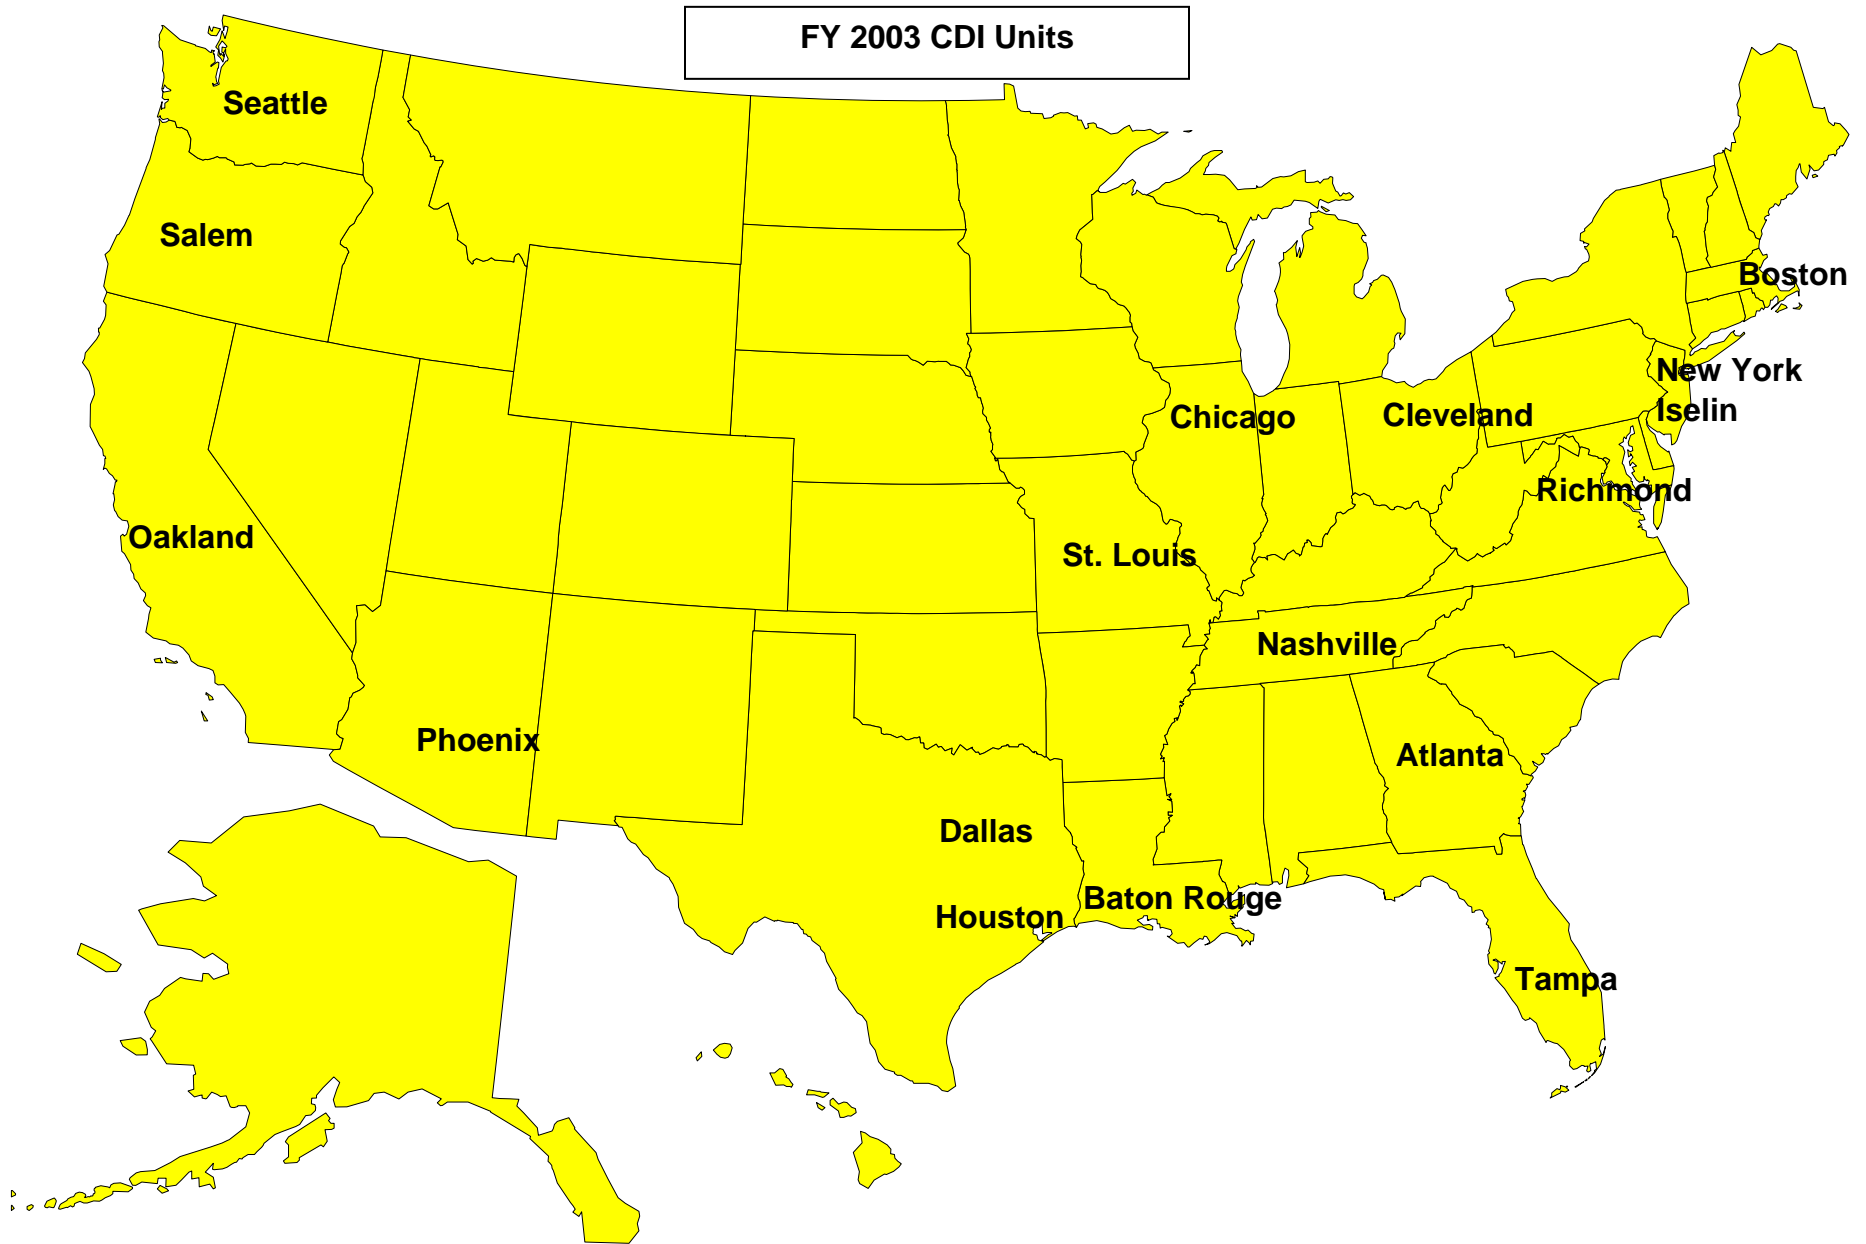 FY 2003 CDI Units
Seattle
Salem
Boston
New York
Iselin
Chicago
Cleveland
Richmond
Oakland
St. Louis
Nashville
Phoenix
Atlanta
Dallas
Baton Rouge
Houston
Tampa